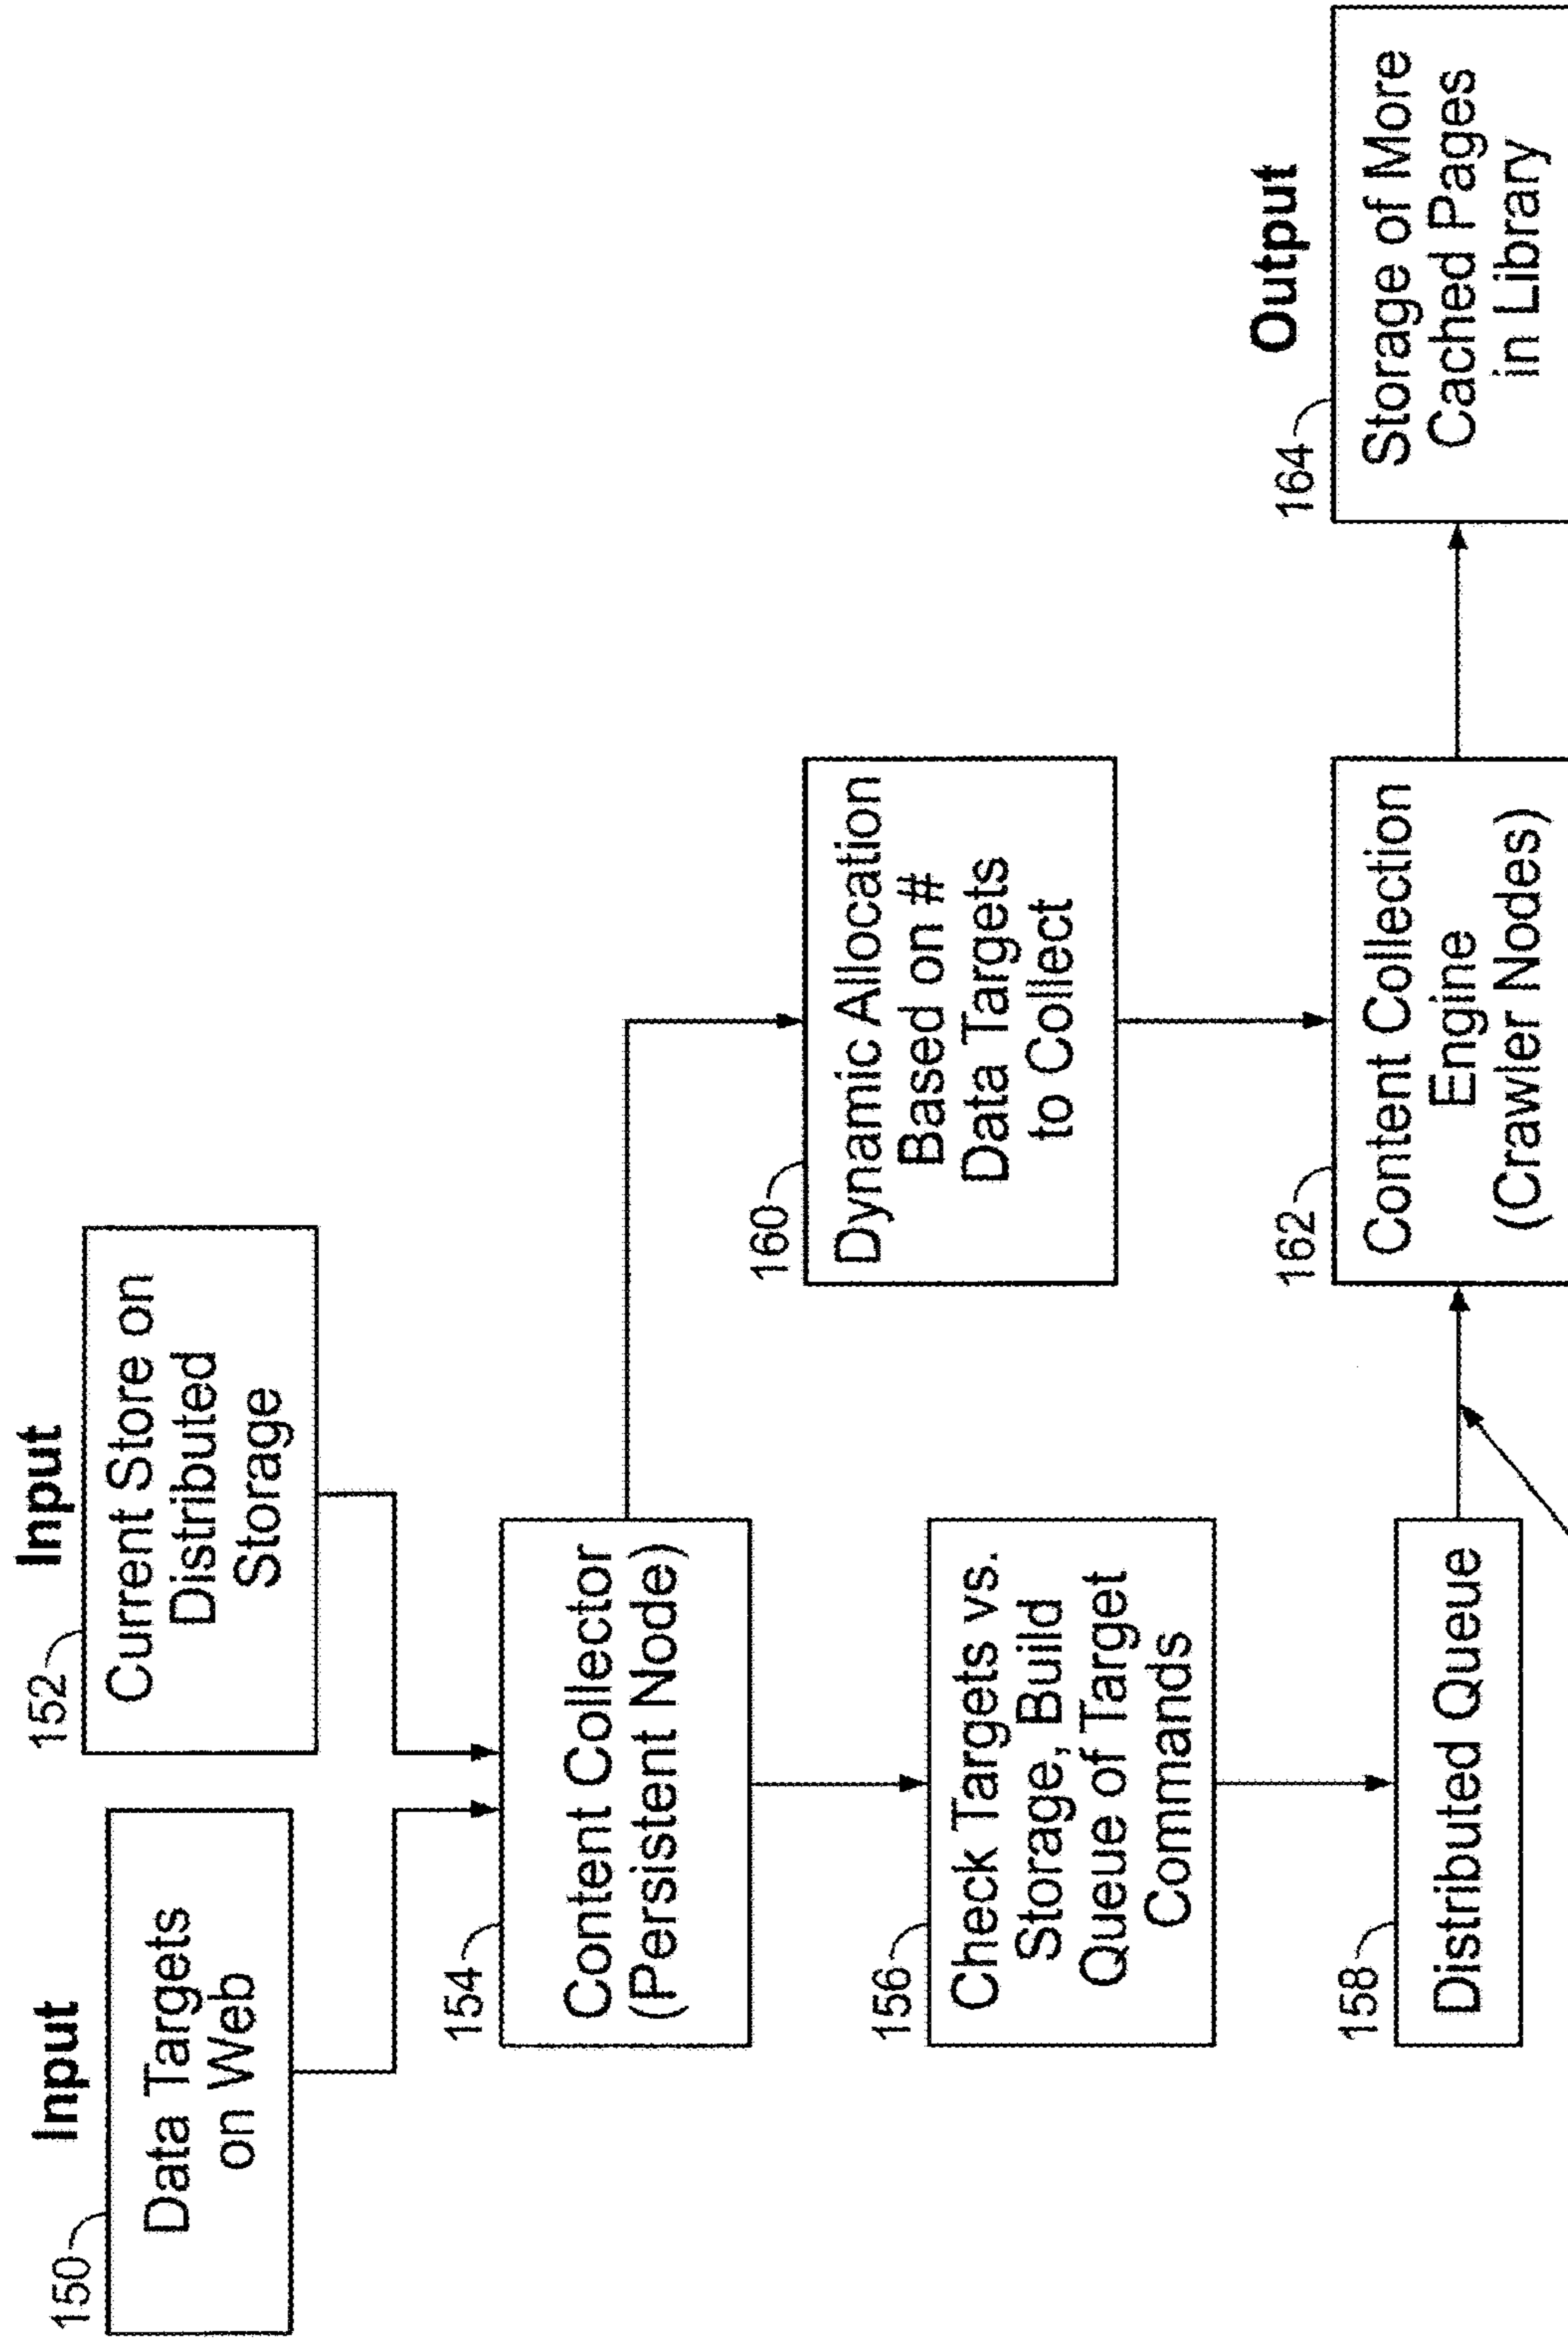 Input
150
Data Targets
on Web
Input
152
Current Store on
Distributed
Storage
154
Content Collector
(Persistent Node)
156
Check Targets vs.
Storage, Build
Queue of Target
Commands
158
Distributed Queue
160
Dynamic Allocation
Based on #
Data Targets
to Collect
162
Content Collection
Engine
(Crawler Nodes)
Output
164
Storage of More
Cached Pages
in Library